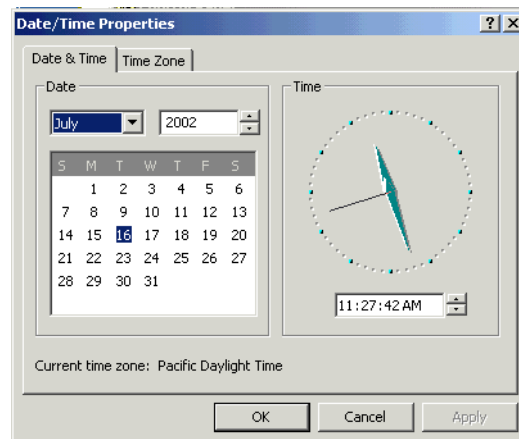 Date/Time Properties
Date & Time Time Zone
Date
July 2002
S M T W T F S
1 2 3 4 5 6
7 8 9 10 11 12 13
14 15 16 17 18 19 20
21 22 23 24 25 26 27
28 29 30 31
Time
11:27:42 AM
Current time zone: Pacific Daylight Time
OK Cancel Apply